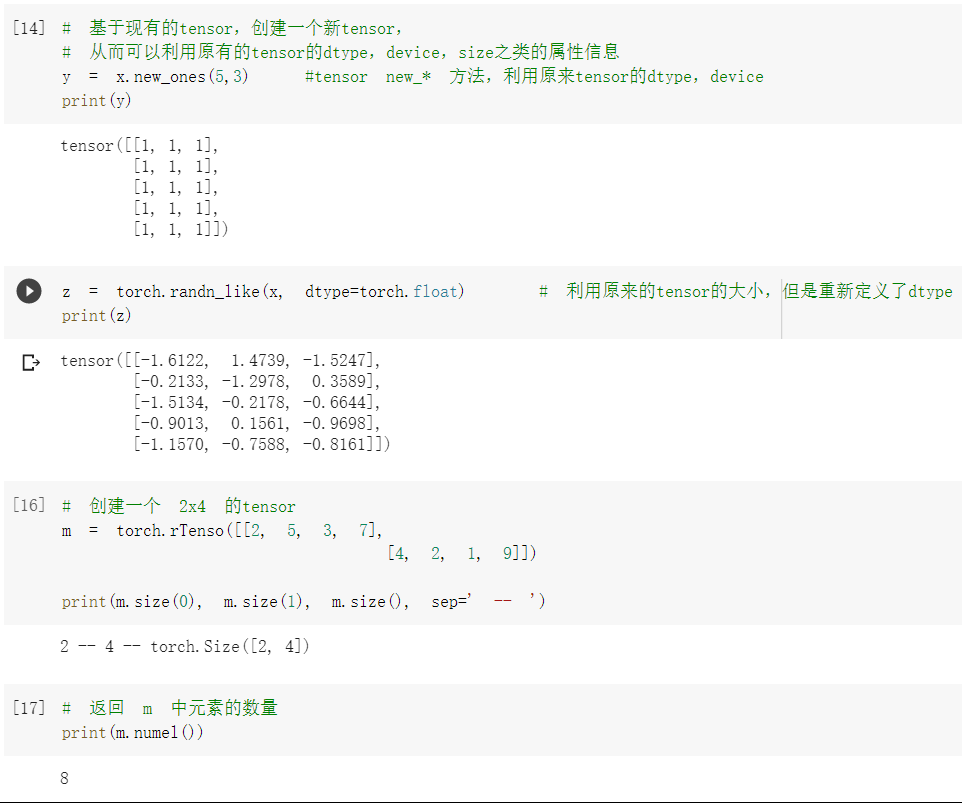 [14] # 基于现有的tensor，创建一个新tensor，
# 从而可以利用原有的tensor的dtype，device，size之类的属性信息
y = x.new_ones(5,3) #tensor new_* 方法，利用原来tensor的dtype，device
print(y)
tensor([[1, 1, 1],
[1, 1, 1],
[1, 1, 1],
[1, 1, 1],
[1, 1, 1]])
z = torch.randn_like(x, dtype=torch.float) # 利用原来的tensor的大小，但是重新定义了dtype
print(z)
tensor([[-1.6122, 1.4739, -1.5247],
[-0.2133, -1.2978, 0.3589],
[-1.5134, -0.2178, -0.6644],
[-0.9013, 0.1561, -0.9698],
[-1.1570, -0.7588, -0.8161]])
[16] # 创建一个 2x4 的tensor
m = torch.rTenso([[2, 5, 3, 7],
[4, 2, 1, 9]])
print(m.size(0), m.size(1), m.size(), sep=' -- ')
2 -- 4 -- torch.Size([2, 4])
[17] # 返回 m 中元素的数量
print(m.numel())
8